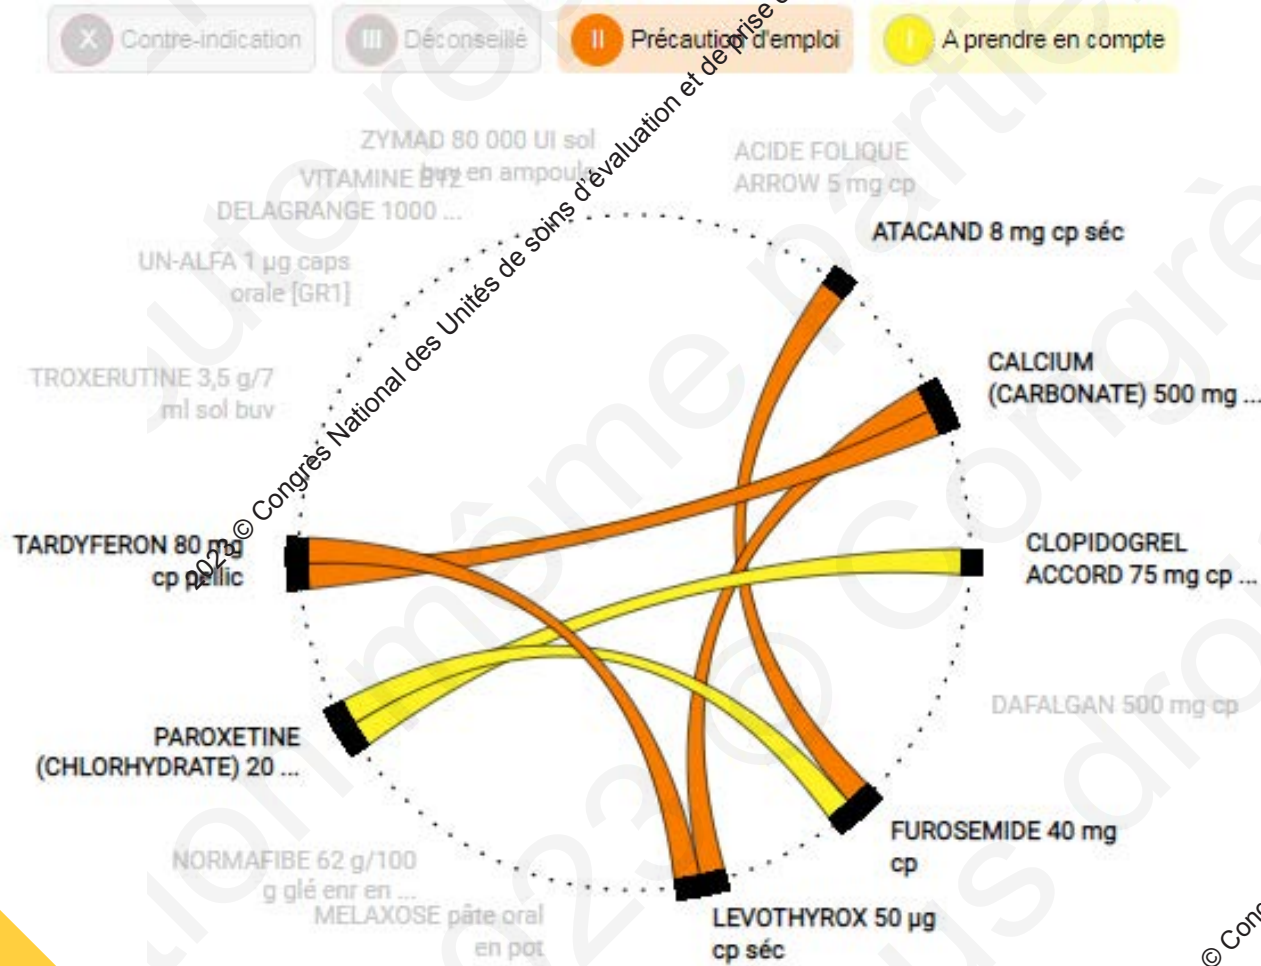 X Contre-indication
III Déconseillé
II Précaution d'emploi
I A prendre en compte
ZYMAD 80 000 UI sol
buv en ampoule
VITAMINE B12
DELAGRANGE 1000 ...
UN-ALFA 1 µg caps
orale [GR1]
TROXERUTINE 3,5 g/7
ml sol buv
TARDYFERON 80 mg
cp pellic
PAROXETINE
(CHLORHYDRATE) 20 ...
NORMAFIBE 62 g/100
g glé enr en ...
MELAXOSE pâte oral
en pot
LEVOTHYROX 50 µg
cp séc
FUROSEMIDE 40 mg
cp
DAFALGAN 500 mg cp
CLOPIDOGREL
ACCORD 75 mg cp ...
CALCIUM
(CARBONATE) 500 mg ...
ATACAND 8 mg cp séc
ACIDE FOLIQUE
ARROW 5 mg cp
2023 © Congrès National des Unités de soins d'évaluation et de prise
© Cong